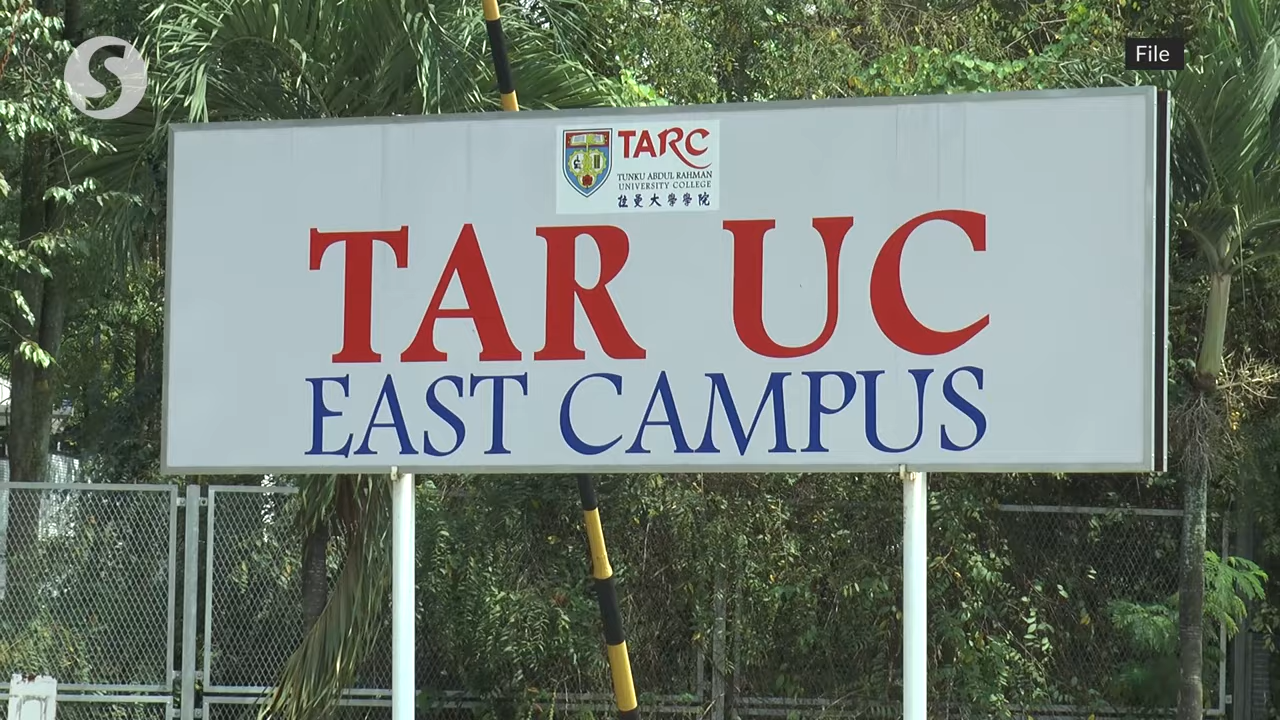 File
TARC
TUNKU ABDUL RAHMAN
UNIVERSITY COLLEGE
拉曼大學學院
TAR UC
EAST CAMPUS